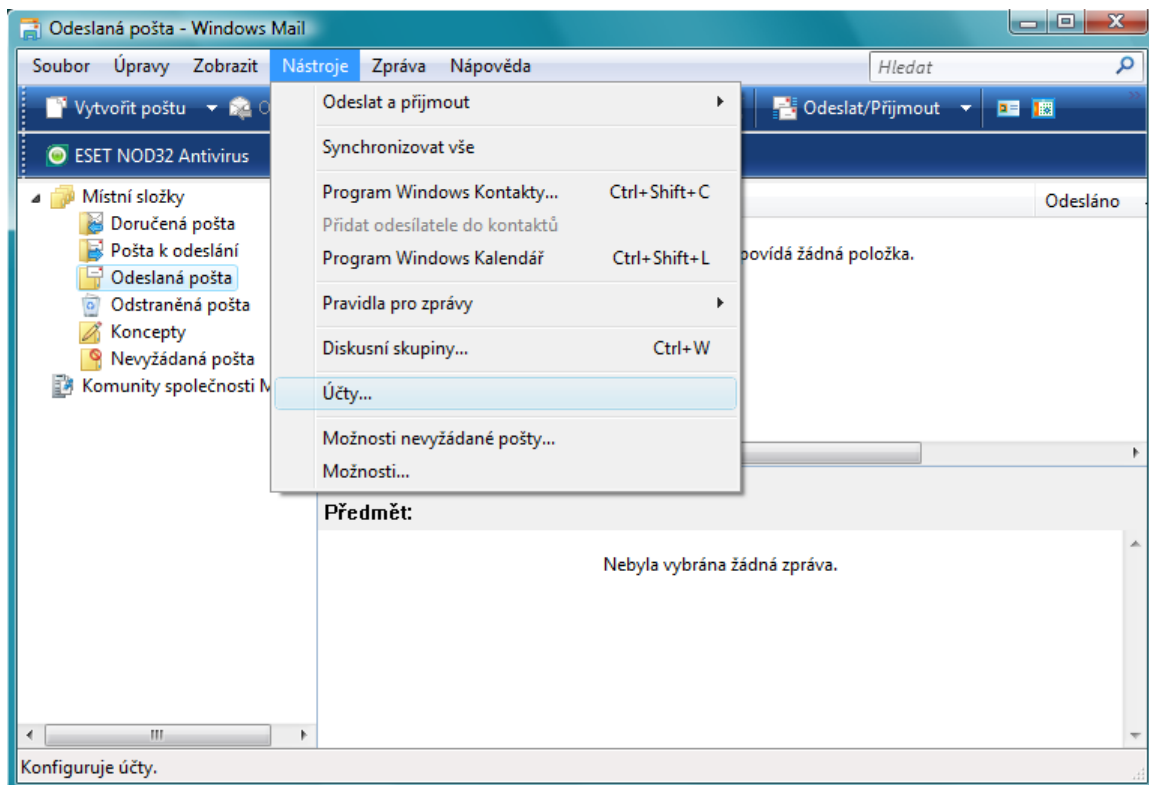 Odeslaná pošta - Windows Mail
Soubor Úpravy Zobrazit Nástroje Zpráva Nápověda Hledat
Vytvořit poštu Odeslat/Přijmout
ESET NOD32 Antivirus
Odeslat a přijmout
Synchronizovat vše
Program Windows Kontakty... Ctrl+Shift+C
Přidat odesílatele do kontaktů
Program Windows Kalendář Ctrl+Shift+L
Pravidla pro zprávy
Diskusní skupiny... Ctrl+W
Účty...
Možnosti nevyžádané pošty...
Možnosti...
Místní složky
Doručená pošta
Pošta k odeslání
Odeslaná pošta
Odstraněná pošta
Koncepty
Nevyžádaná pošta
Komunity společnosti
Odesláno
žádná položka.
Předmět:
Nebyla vybrána žádná zpráva.
Konfiguruje účty.